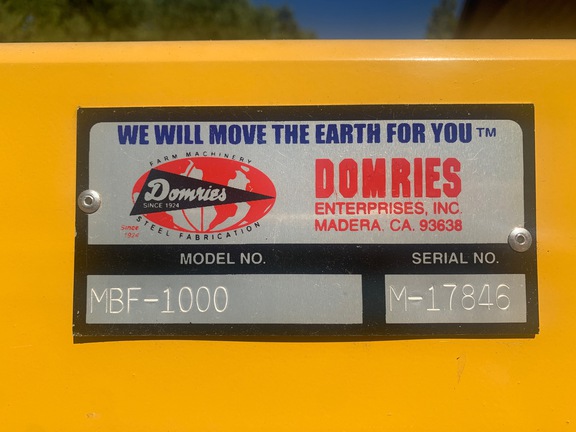 WE WILL MOVE THE EARTH FOR YOU™
FARM MACHINERY
Domries
SINCE 1924
Since
1924
STEEL FABRICATION
DOMRIES
ENTERPRISES, INC.
MADERA. CA. 93638
MODEL NO.
SERIAL NO.
MBF-1000
M-17846